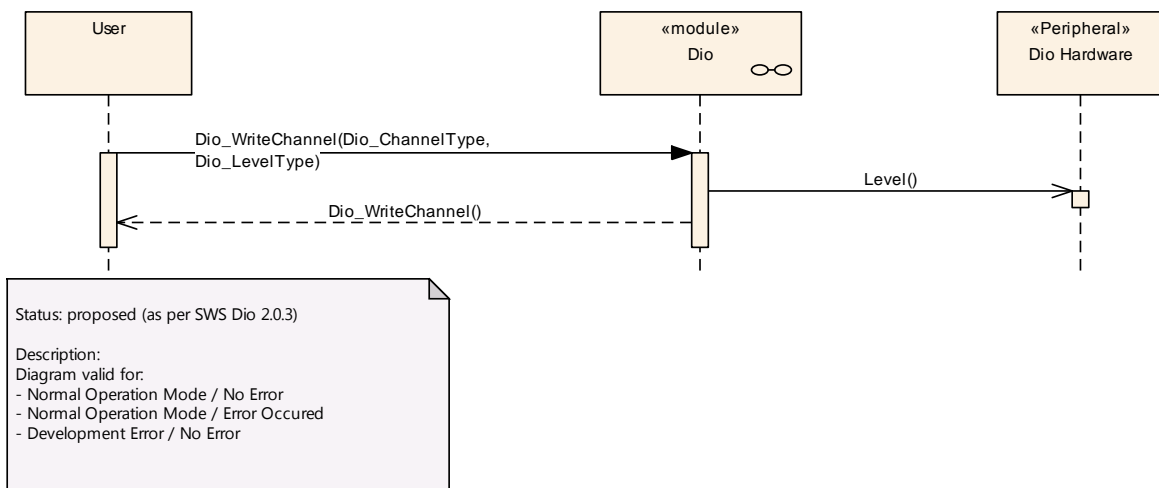 User
«module»
Dio
«Peripheral»
Dio Hardware
Dio_WriteChannel(Dio_ChannelType,
Dio_LevelType)
Level()
Dio_WriteChannel()
Status: proposed (as per SWS Dio 2.0.3)
Description:
Diagram valid for:
- Normal Operation Mode / No Error
- Normal Operation Mode / Error Occured
- Development Error / No Error